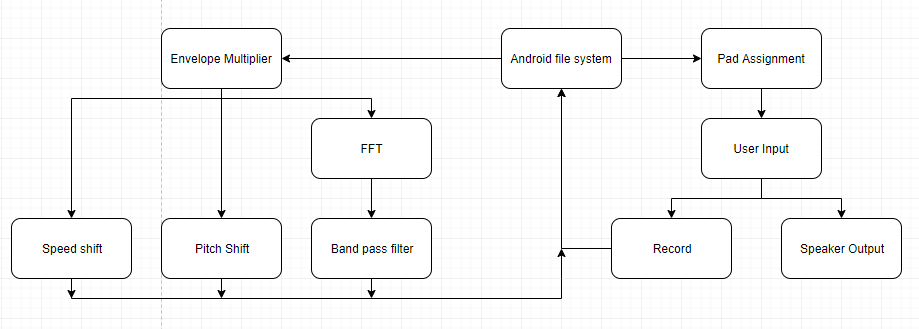 Envelope Multiplier
Android file system
Pad Assignment
FFT
User Input
Speed shift
Pitch Shift
Band pass filter
Record
Speaker Output